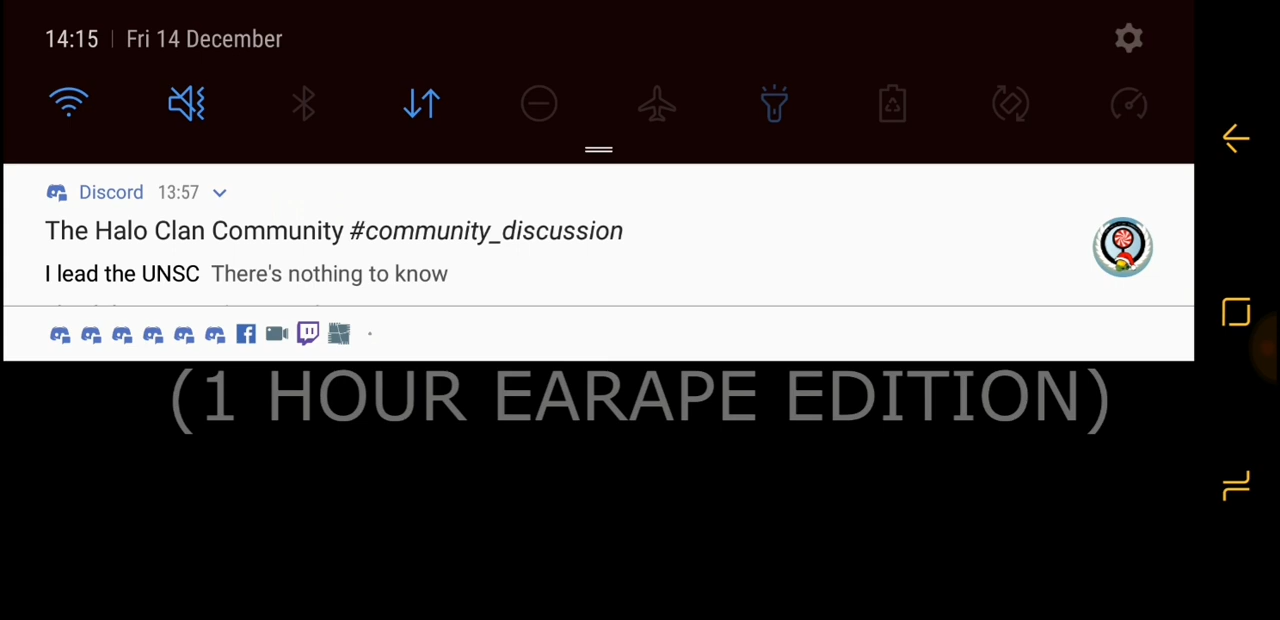 14:15 | Fri 14 December
Discord 13:57
The Halo Clan Community #community_discussion
I lead the UNSC There's nothing to know
(1 HOUR EARAPE EDITION)